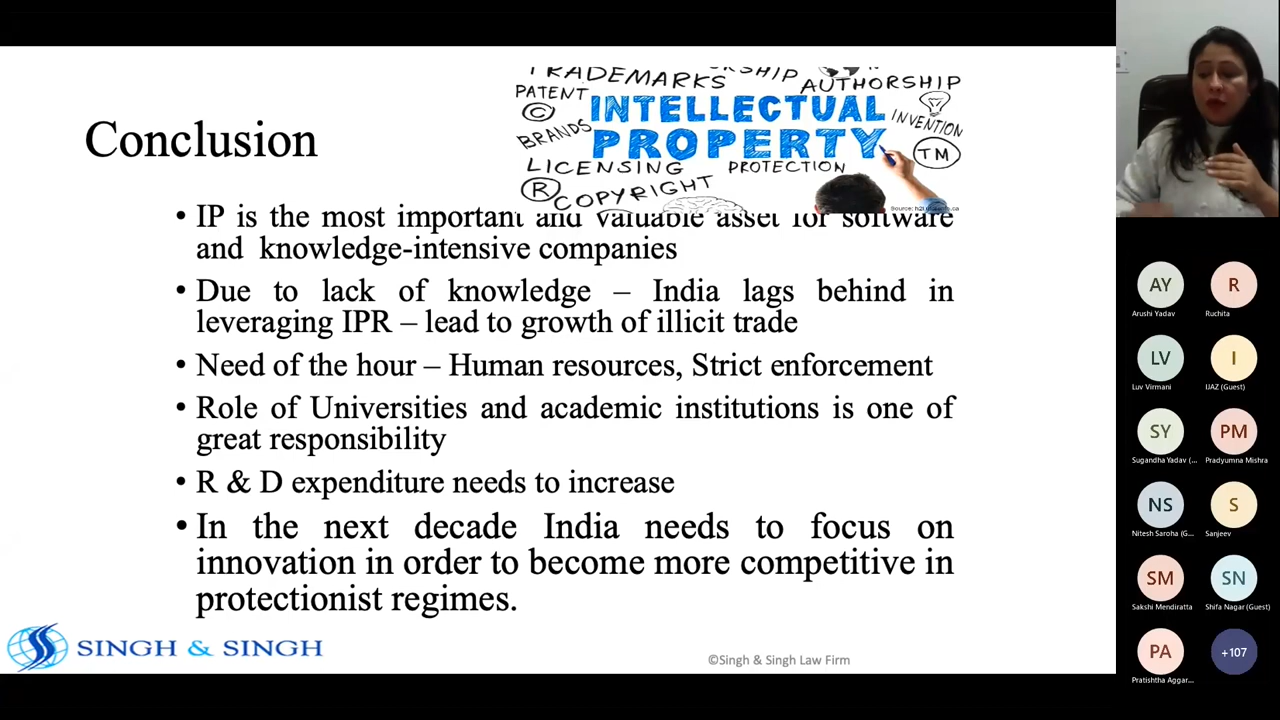 TRADEMARKS
AUTHORSHIP
PATENT
©
INTELLECTUAL
INVENTION
BRANDS
PROPERTY
TM
LICENSING
PROTECTION
®
COPYRIGHT
Conclusion
• IP is the most important and valuable asset for software
and knowledge-intensive companies
• Due to lack of knowledge – India lags behind in
leveraging IPR – lead to growth of illicit trade
• Need of the hour – Human resources, Strict enforcement
• Role of Universities and academic institutions is one of
great responsibility
• R & D expenditure needs to increase
• In the next decade India needs to focus on
innovation in order to become more competitive in
protectionist regimes.
SINGH & SINGH
©Singh & Singh Law Firm
AY
Arushi Yadav
R
Ruchita
LV
Luv Virmani
I
IJAZ (Guest)
SY
Sugandha Yadav (...
PM
Pradyumna Mishra
NS
Nitesh Saroha (G...
S
Sanjeev
SM
Sakshi Mendiratta
SN
Shifa Nagar (Guest)
PA
Pratishtha Aggar...
+107